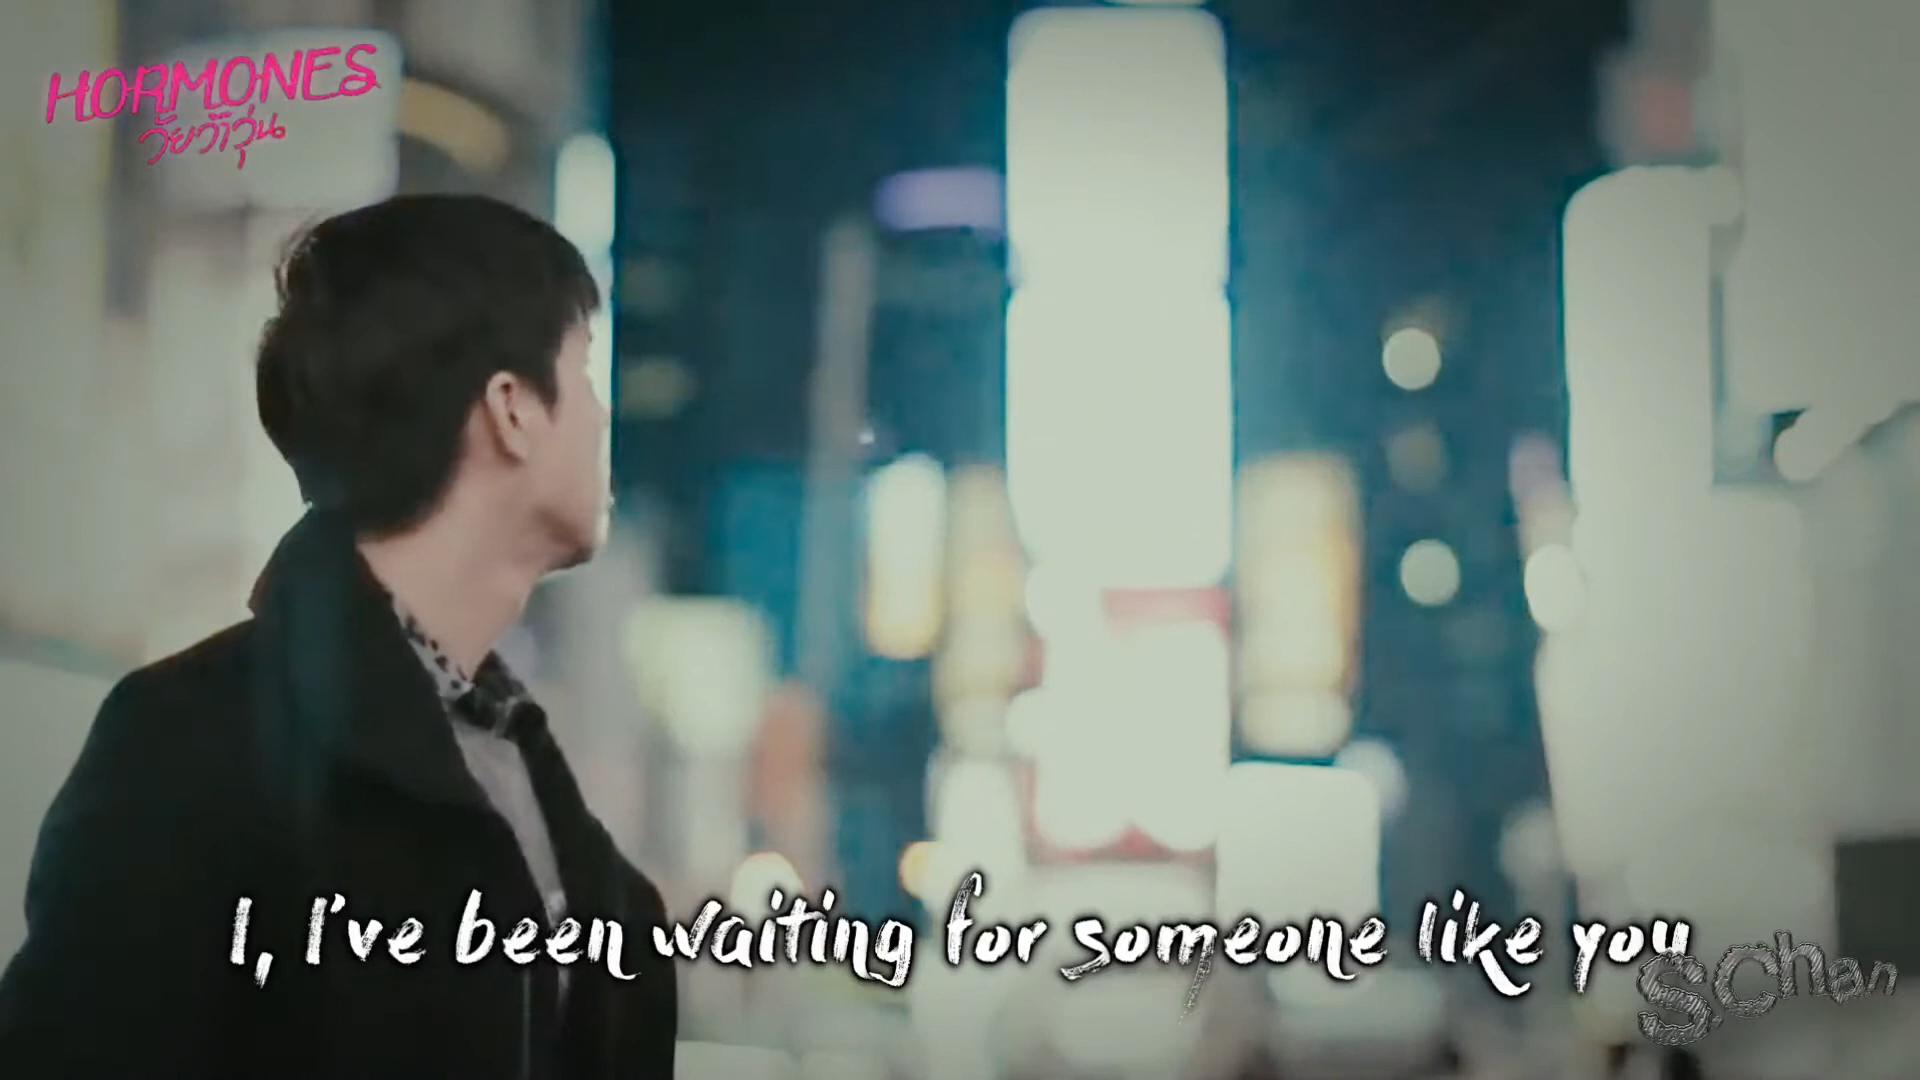 HORMONES
วัยว้าวุ่น
I, I've been waiting for someone like you
SChan